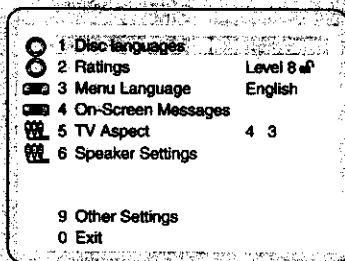 1 Disc languages
2 Ratings Level 8
3 Menu Language English
4 On-Screen Messages
5 TV Aspect 4 3
6 Speaker Settings
9 Other Settings
0 Exit